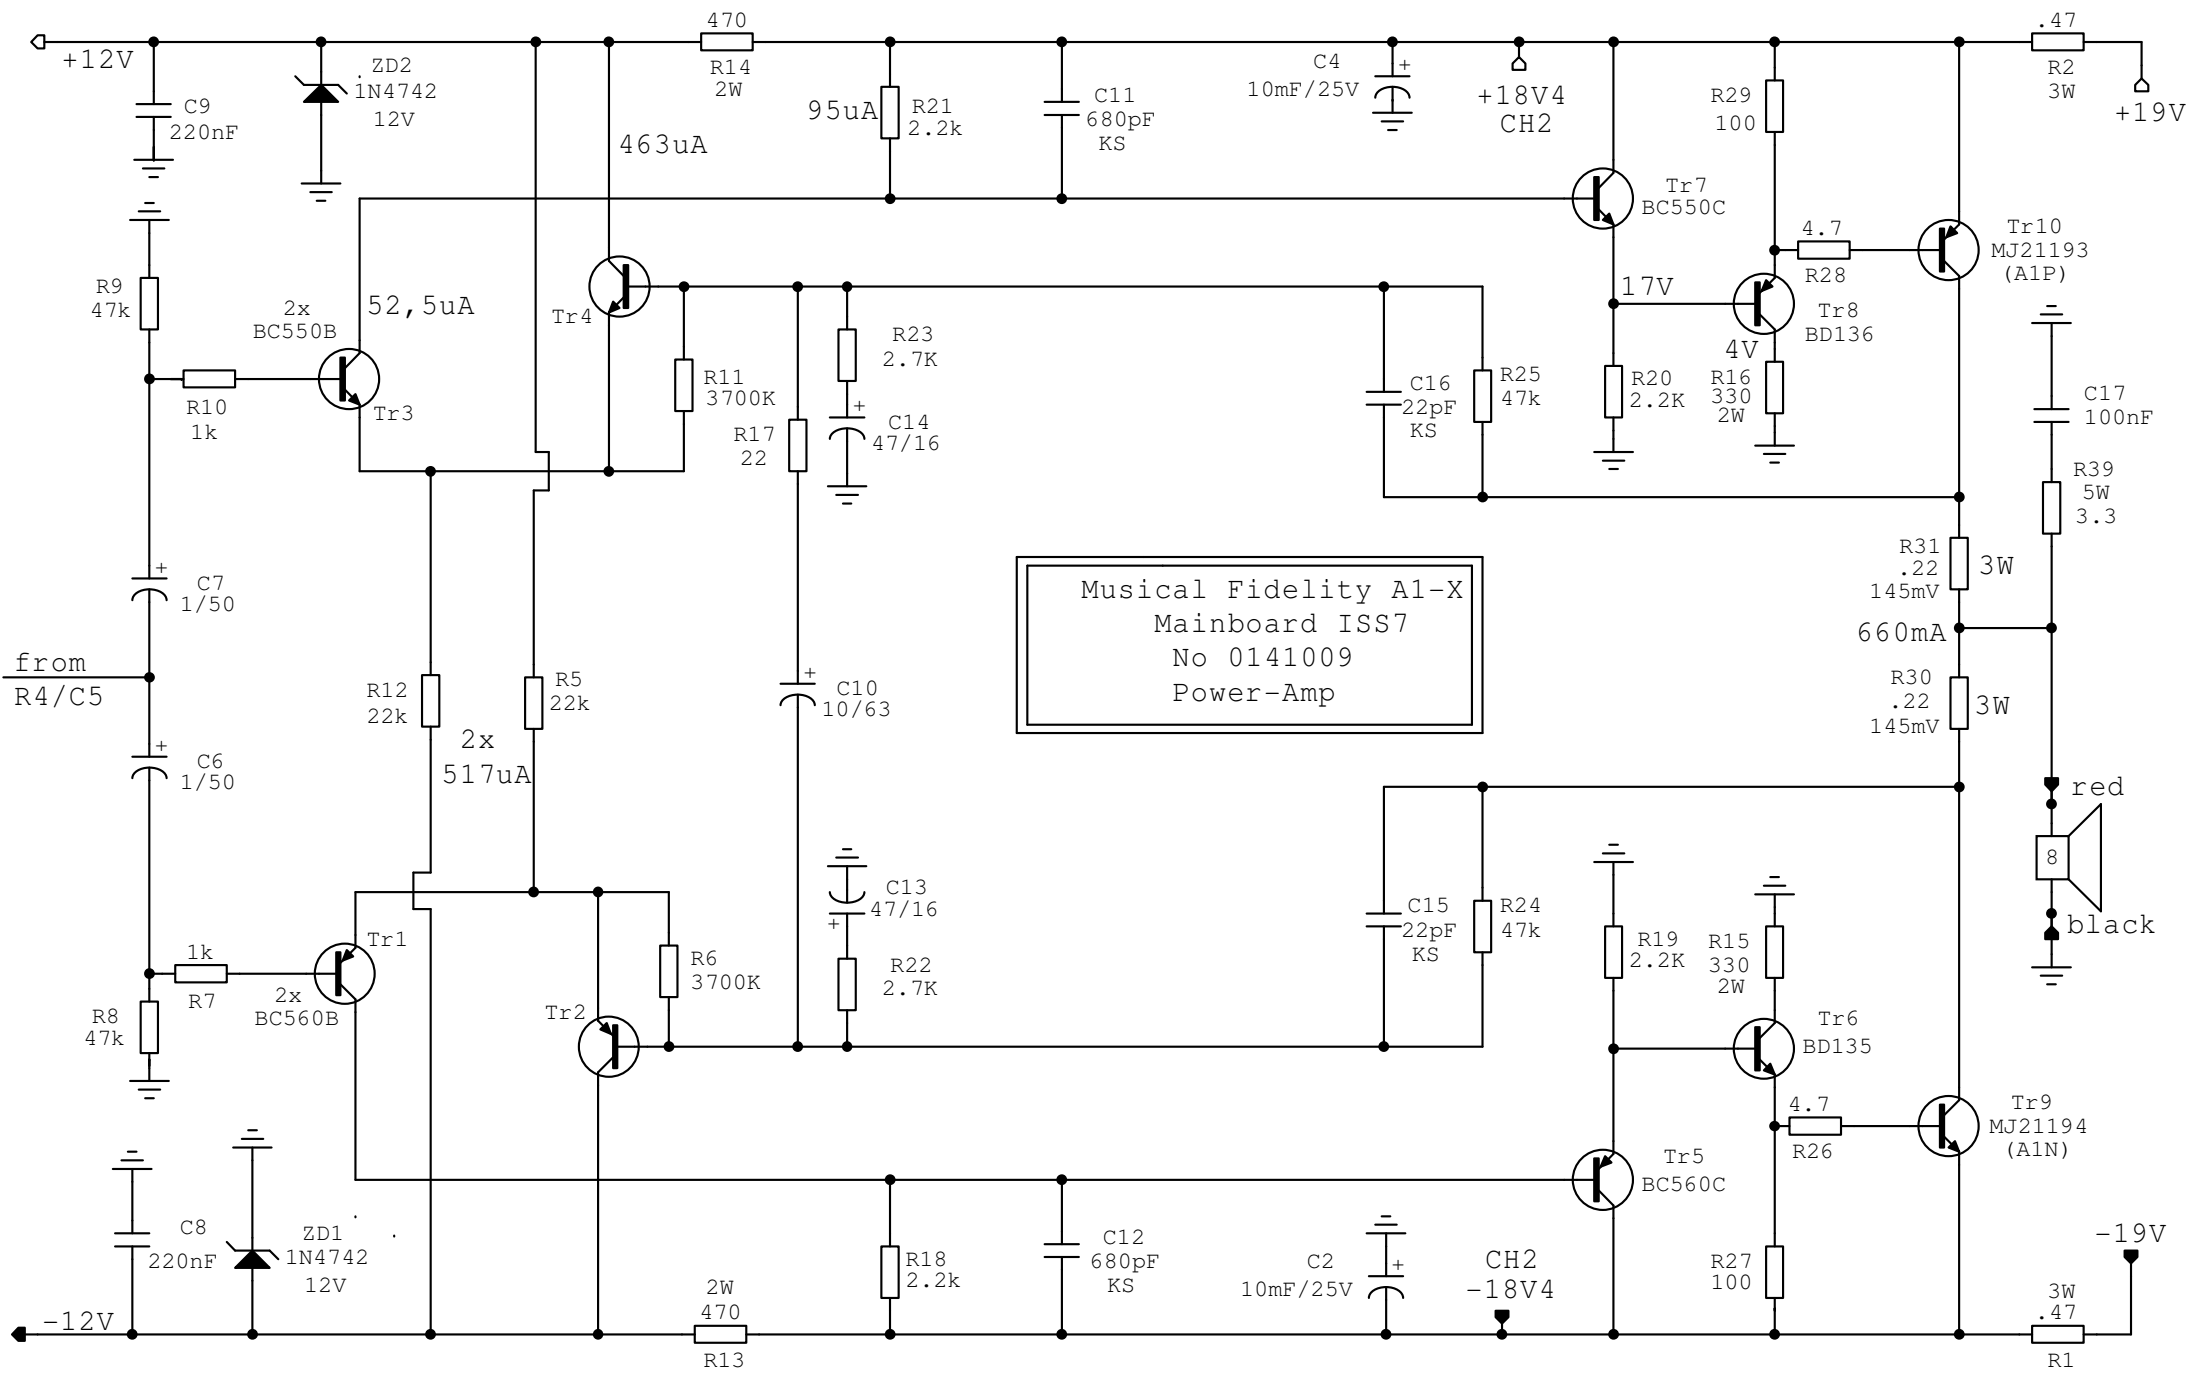 470
.47
+12V
ZD2
1N4742
12V
R14
2W
C4
10mF/25V
+
+18V4
CH2
R2
3W
+19V
C9
220nF
95uA
R21
2.2k
C11
680pF
KS
R29
100
463uA
Tr7
BC550C
4.7
R28
Tr10
MJ21193
(A1P)
R9
47k
2x
BC550B
52,5uA
Tr4
17V
Tr8
BD136
R23
2.7K
4V
R10
1k
Tr3
R11
3700K
C16
22pF
KS
R25
47k
R20
2.2K
R16
330
2W
C17
100nF
R17
22
+
C14
47/16
R39
5W
3.3
R31
.22
145mV
3W
+
C7
1/50
Musical Fidelity A1-X
Mainboard ISS7
No 0141009
Power-Amp
660mA
from
R4/C5
R12
22k
R5
22k
+
C10
10/63
R30
.22
145mV
3W
+
C6
1/50
2x
517uA
red
8
black
C13
47/16
+
Tr1
1k
R7
2x
BC560B
R6
3700K
R22
2.7K
C15
22pF
KS
R24
47k
R19
2.2K
R15
330
2W
R8
47k
Tr2
Tr6
BD135
4.7
R26
Tr9
MJ21194
(A1N)
Tr5
BC560C
C8
220nF
ZD1
1N4742
12V
R18
2.2k
C12
680pF
KS
C2
10mF/25V
+
CH2
-18V4
R27
100
-19V
-12V
2W
470
R13
3W
.47
R1